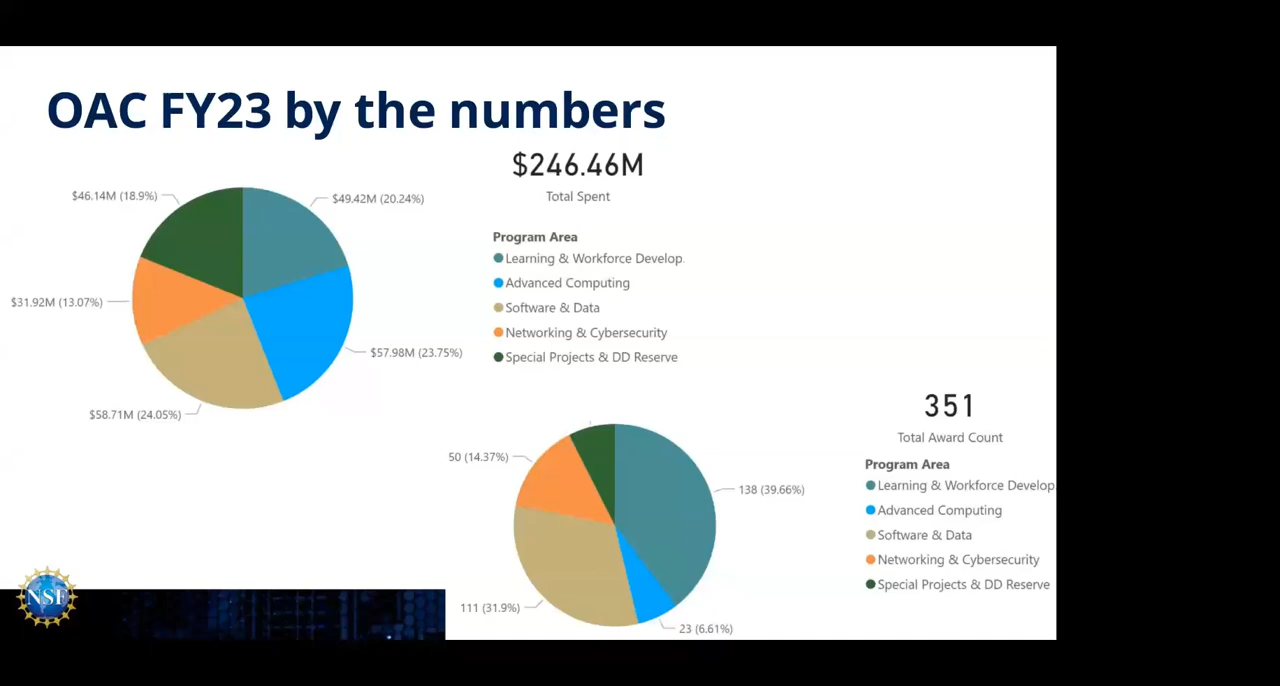 OAC FY23 by the numbers
$246.46M
Total Spent
$46.14M (18.9%)
$49.42M (20.24%)
$31.92M (13.07%)
$57.98M (23.75%)
$58.71M (24.05%)
Program Area
Learning & Workforce Develop
Advanced Computing
Software & Data
Networking & Cybersecurity
Special Projects & DD Reserve
351
Total Award Count
50 (14.37%)
138 (39.66%)
111 (31.9%)
23 (6.61%)
Program Area
Learning & Workforce Develop
Advanced Computing
Software & Data
Networking & Cybersecurity
Special Projects & DD Reserve
NSF